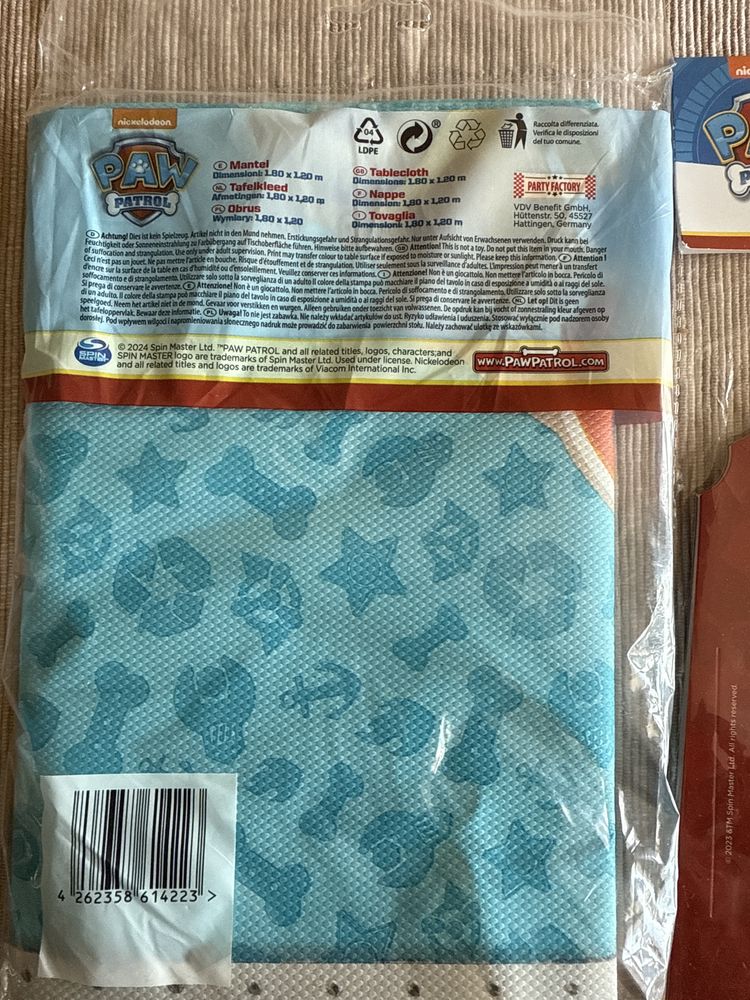 nickelodeon
PAW
PATROL
04
LDPE
®
Raccolta differenziata.
Verifica le disposizioni
del tuo comune.
E Mantel
Dimensioni: 1.80 x 1.20 m
NL Tafelkleed
Afmetingen: 1,80 x 1,20 m
PL Obrus
Wymiary: 1,80 x 1,20
GB Tablecloth
Dimensions: 1.80 x 1.20 m
F Nappe
Dimension: 1,80 x 1,20 m
I Tovaglia
Dimensioni: 1,80 x 1,20 m
PARTY FACTORY
VDV Benefit GmbH,
Hüttenstr. 50, 45527
Hattingen, Germany
D Achtung! Dies ist kein Spielzeug. Artikel nicht in den Mund nehmen. Erstickungsgefahr und Strangulationsgefahr. Nur unter Aufsicht von Erwachsenen verwenden. Druck kann bei
Feuchtigkeit oder Sonneneinstrahlung zu Farbübergang auf Tischoberfläche führen. Hinweise bitte aufbewahren. GB Attention! This is not a toy. Do not put this item in your mouth. Danger
of suffocation and strangulation. Use only under adult supervision. Print may transfer colour to table surface if exposed to moisture or sunlight. Please keep this information. F Attention !
Ceci n'est pas un jouet. Ne pas mettre l'article en bouche. Risque d'étouffement et de strangulation. Utiliser seulement sous la surveillance d'adultes. L'impression peut mener à un transfert
d'encre sur la surface de la table en cas d'humidité ou d'ensoleillement. Veuillez conserver ces informations. I Attenzione! Non è un giocattolo. Non mettere l'articolo in bocca. Pericolo di
soffocamento e di strangolamento. Utilizzare solo sotto la sorveglianza di un adulto Il colore della stampa può macchiare il piano del tavolo in caso di esposizione a umidità o ai raggi del sole.
Si prega di conservare le avvertenze. E Attenzione! Non è un giocattolo. Non mettere l'articolo in bocca. Pericolo di soffocamento e di strangolamento. Utilizzare solo sotto la sorveglianza
di un adulto. Il colore della stampa può macchiare il piano del tavolo in caso di esposizione a umidità o ai raggi del sole. Si prega di conservare le avvertenze. NL Let op! Dit is geen
speelgoed. Neem het artikel niet in de mond. Gevaar voor verstikken en wurgen. Alleen gebruiken onder toezicht van volwassenen. De opdruk kan bij vocht of zonnestraling kleur afgeven op
het tafeloppervlak. Bewaar deze informatie. PL Uwaga! To nie jest zabawka. Nie należy wkładać artykułów do ust. Ryzyko udławienia i uduszenia. Stosować wyłącznie pod nadzorem osoby
dorosłej. Pod wpływem wilgoci i napromieniowania słonecznego nadruk może prowadzić do zabarwienia powierzchni stołu. Należy zachować ulotkę ze wskazówkami.
SPIN
MASTER
© 2024 Spin Master Ltd. ™PAW PATROL and all related titles, logos, characters;and
SPIN MASTER logo are trademarks of Spin Master Ltd. Used under license. Nickelodeon
and all related titles and logos are trademarks of Viacom International Inc.
WWW.PAWPATROL.COM
4 262358 614223 >
© 2023 &TM Spin Master Ltd. All rights reserved.